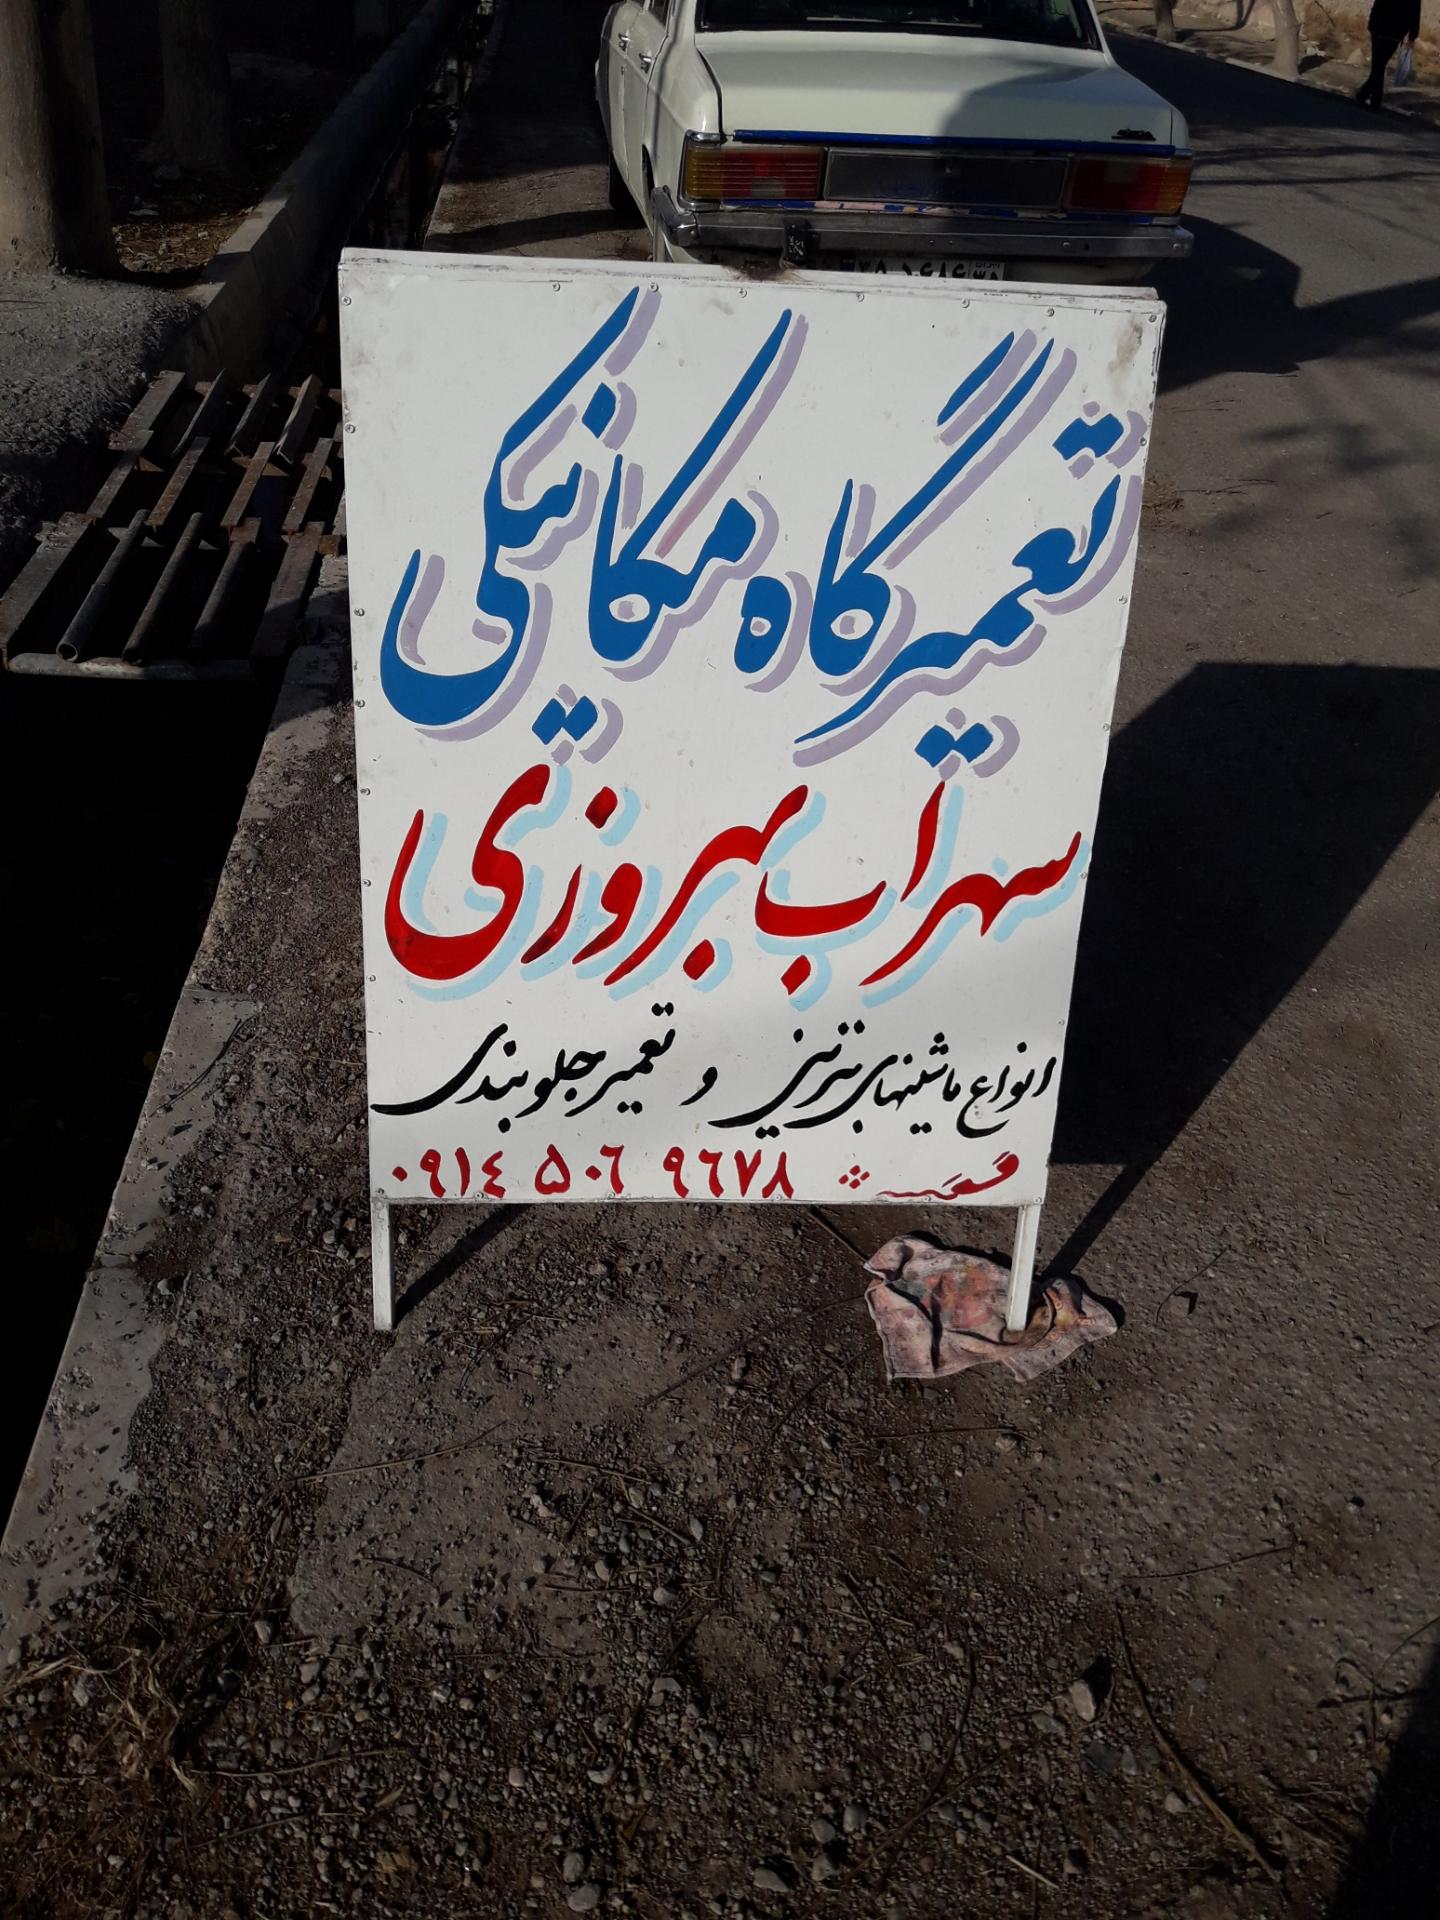 تعمیرگاه مکانیکی
سهراب بهروزی
انواع ماشینهای بنزینی و تعمیر جلوبندی
۰۹۱۴ ۵۰۶ ۹۶۷۸